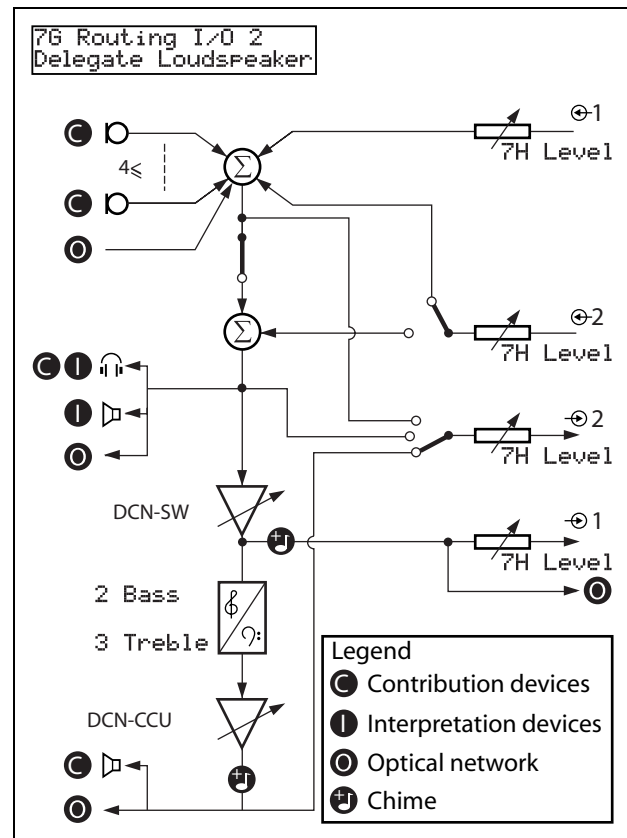 7G Routing I/O 2
Delegate Loudspeaker
C
1
7H Level
4≤
C
O
Σ
2
7H Level
Σ
C I
I
O
2
7H Level
DCN-SW
1
7H Level
O
2 Bass
3 Treble
DCN-CCU
C
O
Legend
C Contribution devices
I Interpretation devices
O Optical network
Chime